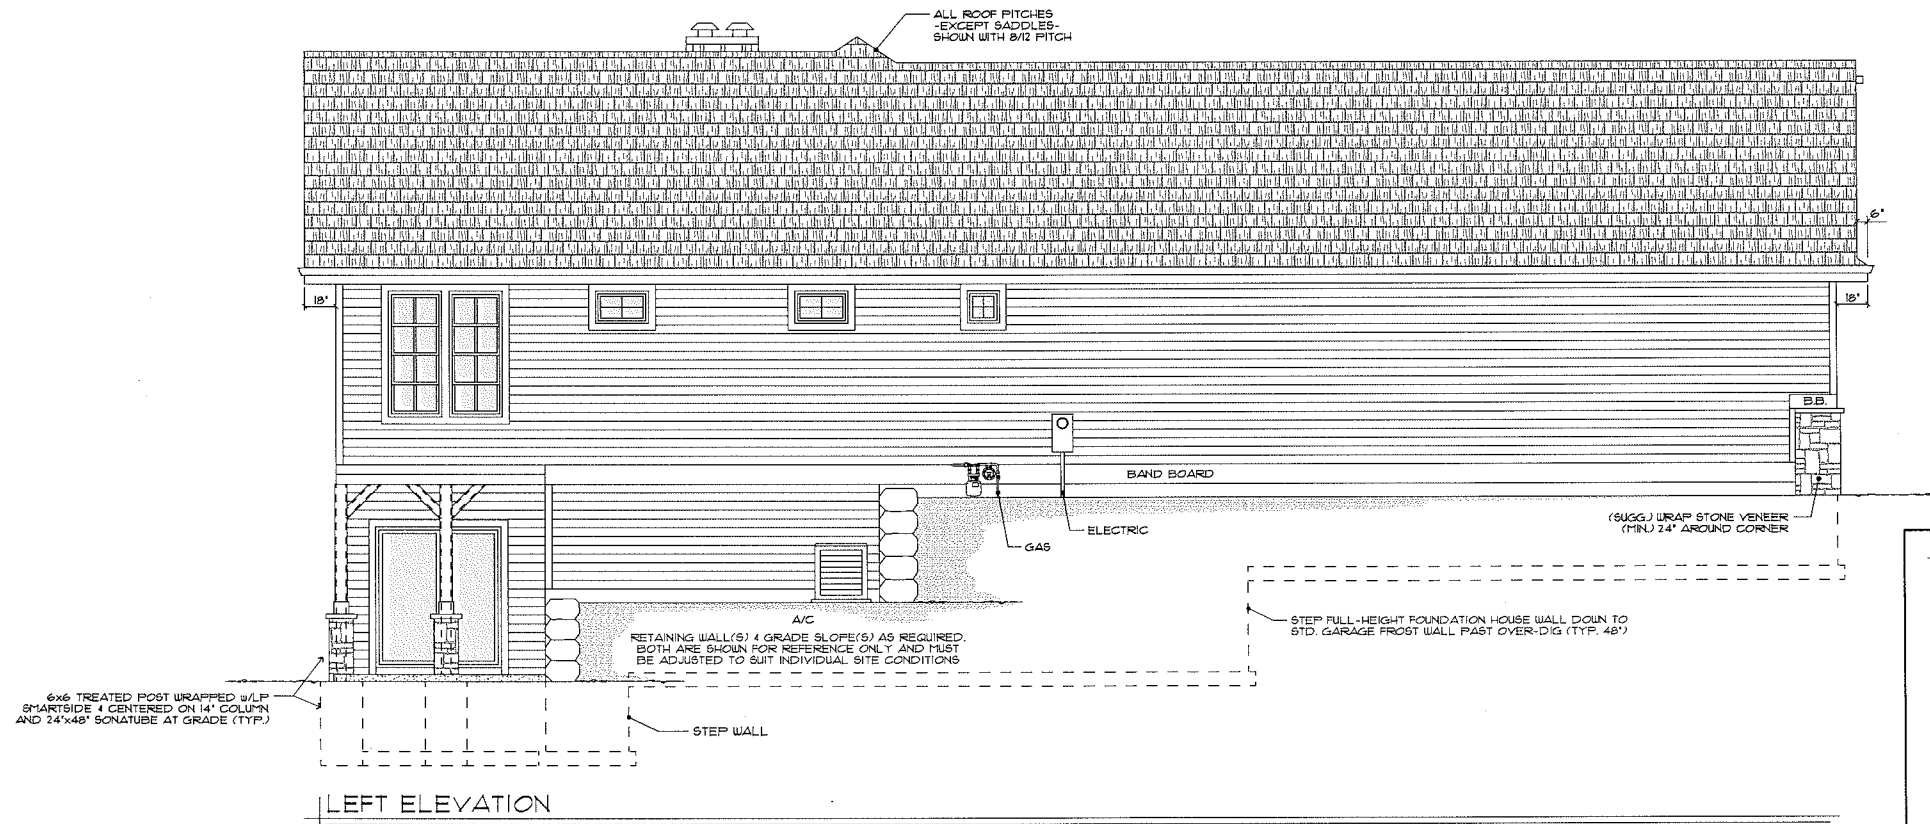 ALL ROOF PITCHES
-EXCEPT SADDLES-
SHOWN WITH 8/12 PITCH
6"
18"
18"
B.B.
BAND BOARD
(SUGG.) WRAP STONE VENEER
(MIN.) 24" AROUND CORNER
ELECTRIC
GAS
A/C
RETAINING WALL(S) & GRADE SLOPE(S) AS REQUIRED.
BOTH ARE SHOWN FOR REFERENCE ONLY AND MUST
BE ADJUSTED TO SUIT INDIVIDUAL SITE CONDITIONS
STEP FULL-HEIGHT FOUNDATION HOUSE WALL DOWN TO
STD. GARAGE FROST WALL PAST OVER-DIG (TYP. 48")
6x6 TREATED POST WRAPPED w/LP
SMARTSIDE & CENTERED ON 14" COLUMN
AND 24"x48" SONATUBE AT GRADE (TYP.)
STEP WALL
LEFT ELEVATION